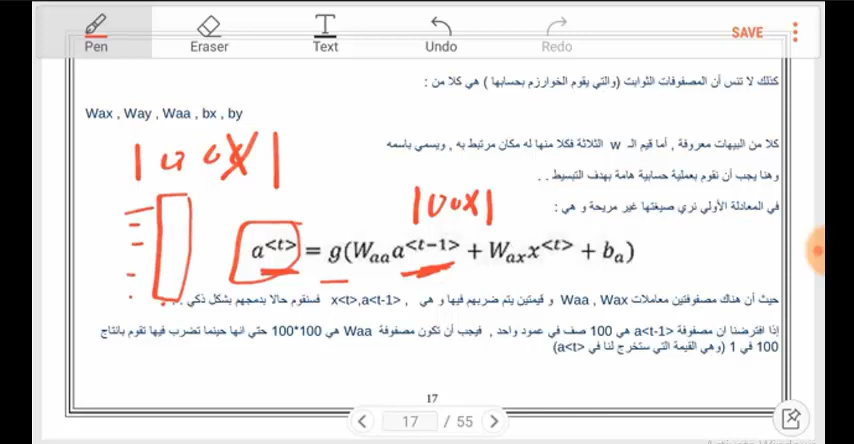 Pen Eraser Text Undo Redo SAVE
كذلك لا تنس أن المصفوفات الثوابت (والتي يقوم الخوارزم بحسابها ) هي كلا من :
Wax , Way , Waa , bx , by
كلا من البيهات معروفة , أما قيم الـ w الثلاثة فكلا منها له مكان مرتبط به , ويسمي باسمه
100X1
وهنا يجب أن نقوم بعملية حسابية هامة بهدف التبسيط . .
في المعادلة الأولي نري صيغتها غير مريحة و هي :
100X1
a<t> = g(Waaa<t−1> + Waxx<t> + ba)
حيث أن هناك مصفوفتين معاملات Waa , Wax و قيمتين يتم ضربهم فيها و هي , x<t>,a<t-1 فسنقوم حالا بدمجهم بشكل ذكي . .
إذا افترضنا ان مصفوفة a<t-1> هي 100 صف في عمود واحد , فيجب أن تكون مصفوفة Waa هي 100*100 حتي انها حينما تضرب فيها تقوم بانتاج
100 في 1 (وهي القيمة التي ستخرج لنا في a<t>)
17
17 / 55